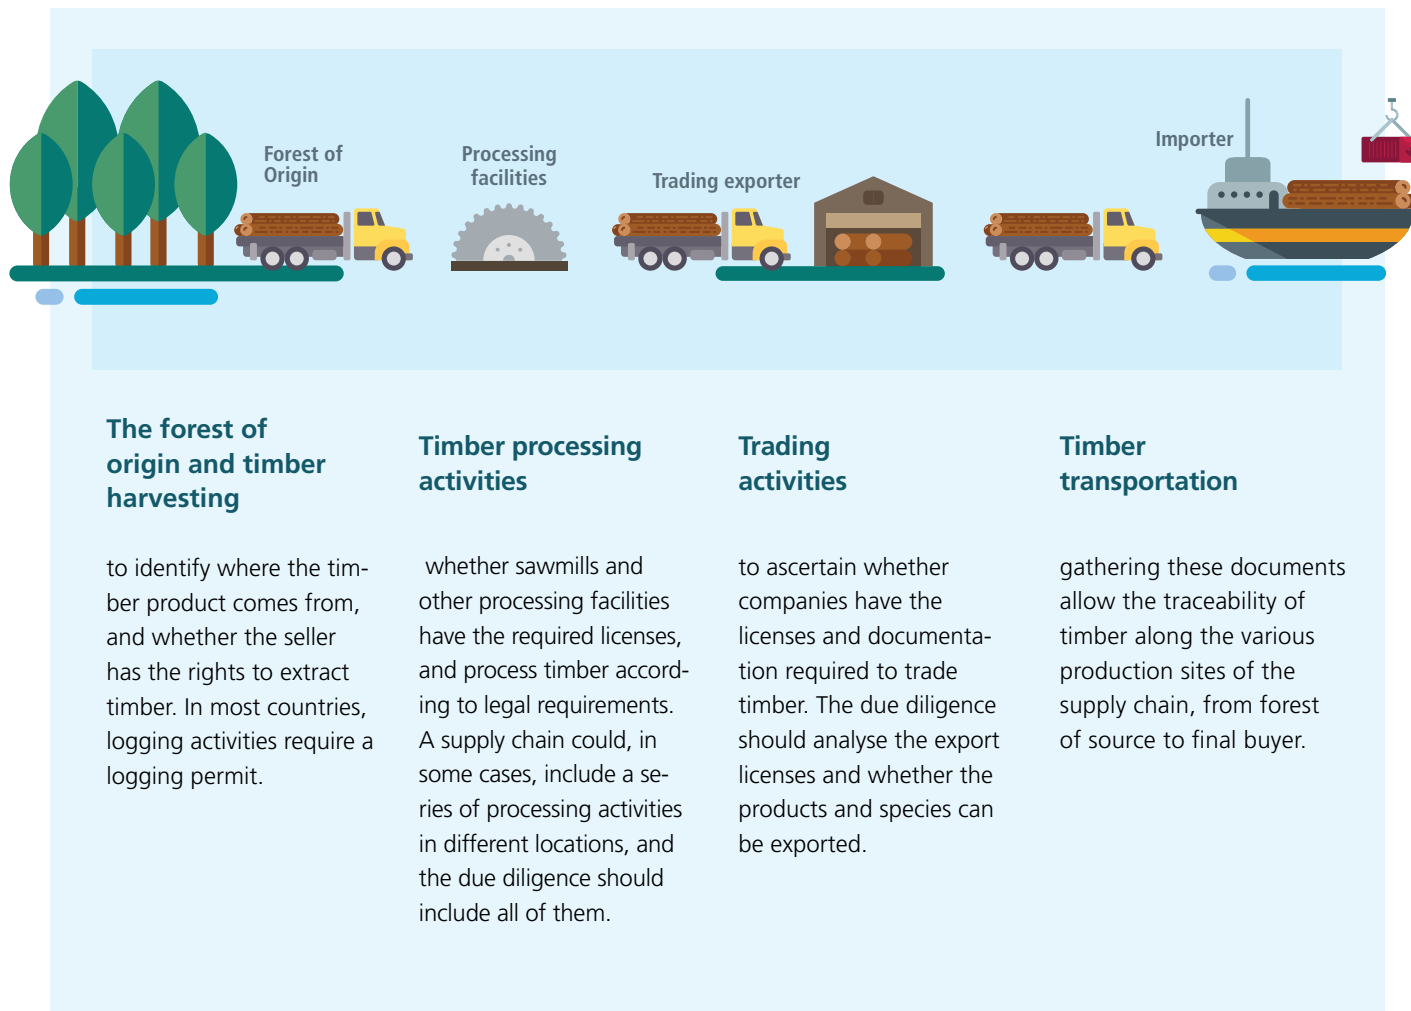 Forest of
Origin
Processing
facilities
Trading exporter
Importer
The forest of
origin and timber
harvesting
to identify where the tim-
ber product comes from,
and whether the seller
has the rights to extract
timber. In most countries,
logging activities require a
logging permit.
Timber processing
activities
whether sawmills and
other processing facilities
have the required licenses,
and process timber accord-
ing to legal requirements.
A supply chain could, in
some cases, include a se-
ries of processing activities
in different locations, and
the due diligence should
include all of them.
Trading
activities
to ascertain whether
companies have the
licenses and documenta-
tion required to trade
timber. The due diligence
should analyse the export
licenses and whether the
products and species can
be exported.
Timber
transportation
gathering these documents
allow the traceability of
timber along the various
production sites of the
supply chain, from forest
of source to final buyer.